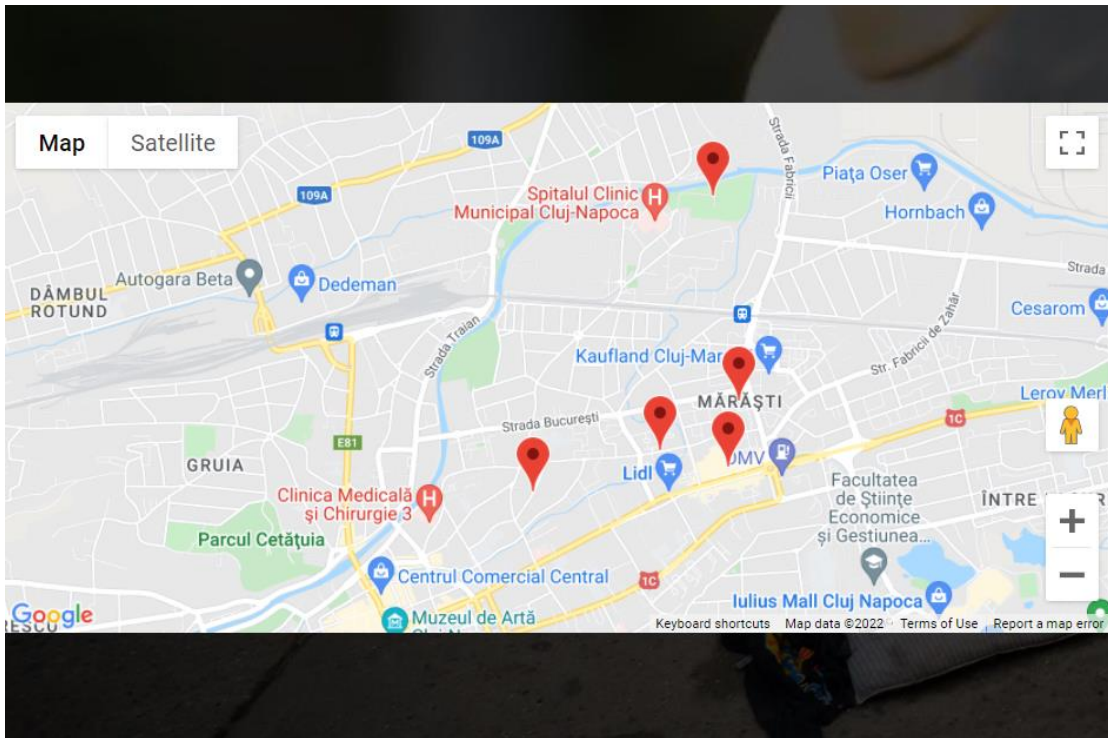 Map Satellite
109A
Strada Fabricii
Piața Oser
109A
Spitalul Clinic
Municipal Cluj-Napoca
H
Hornbach
Autogara Beta
Dedeman
Strada
DÂMBUL
ROTUND
Cesarom
Strada Traian
Kaufland Cluj-Mar
Str. Fabricii de Zahăr
Leroy Merl
MĂRĂȘTI
1C
Strada București
E81
GRUIA
OMV
Lidl
Facultatea
de Științe
Economice
și Gestiunea...
Clinica Medicală
și Chirurgie 3
H
ÎNTRE
Parcul Cetățuia
Centrul Comercial Central
1C
Iulius Mall Cluj Napoca
Google
Muzeul de Artă
Keyboard shortcuts Map data ©2022 Terms of Use Report a map error